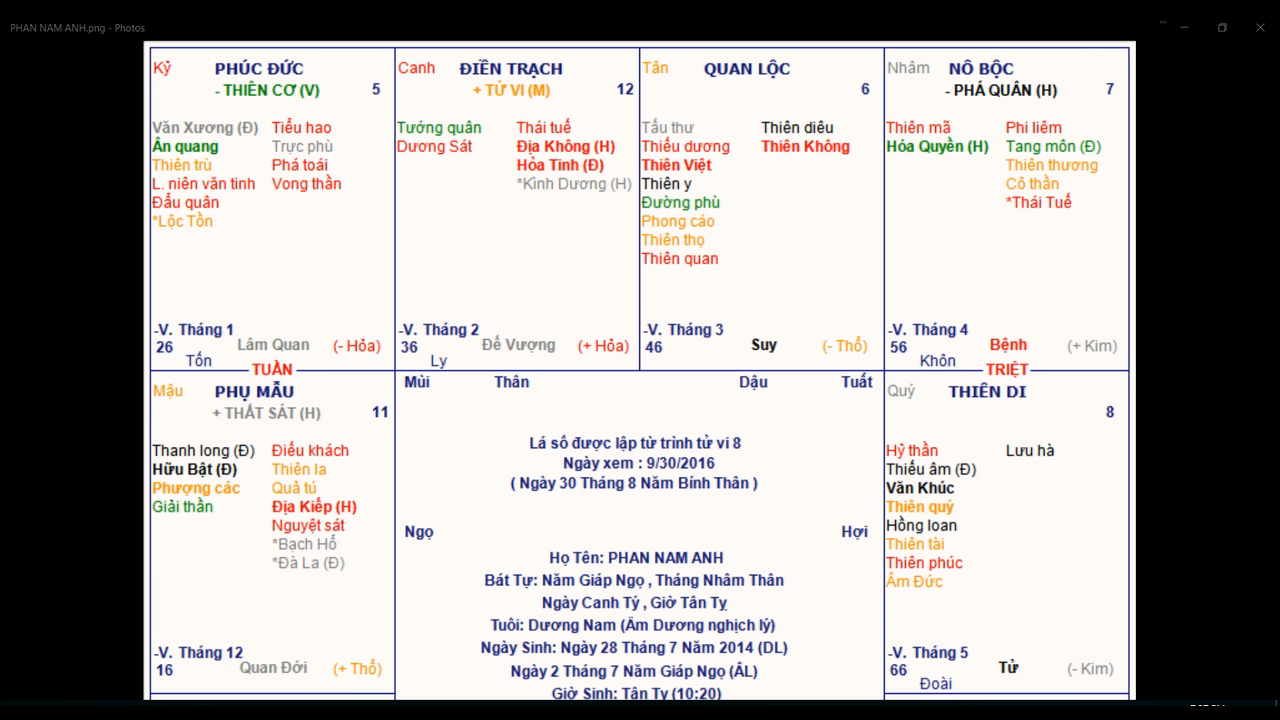 PHAN NAM ANH.png - Photos
Kỷ PHÚC ĐỨC
- THIÊN CƠ (V) 5
Văn Xương (Đ) Tiểu hao
Ân quang Trực phù
Thiên trù Phá toái
L. niên văn tinh Vong thần
Đẩu quân
*Lộc Tồn
-V. Tháng 1
26 Lâm Quan (- Hỏa)
Tốn
TUẦN
Canh ĐIỀN TRẠCH
+ TỬ VI (M) 12
Tướng quân Thái tuế
Dương Sát Địa Không (H)
Hỏa Tinh (Đ)
*Kình Dương (H)
-V. Tháng 2
36 Đế Vượng (+ Hỏa)
Ly
Tân QUAN LỘC
6
Tấu thư Thiên diêu
Thiếu dương Thiên Không
Thiên Việt
Thiên y
Đường phù
Phong cáo
Thiên thọ
Thiên quan
-V. Tháng 3
46 Suy (- Thổ)
Nhâm NÔ BỘC
- PHÁ QUÂN (H) 7
Thiên mã Phi liêm
Hóa Quyền (H) Tang môn (Đ)
Thiên thương
Cô thần
*Thái Tuế
-V. Tháng 4
56 Bệnh (+ Kim)
Khôn
TRIỆT
Mậu PHỤ MẪU
+ THẤT SÁT (H) 11
Thanh long (Đ) Điếu khách
Hữu Bật (Đ) Thiên la
Phượng các Quả tú
Giải thần Địa Kiếp (H)
Nguyệt sát
*Bạch Hổ
*Đà La (Đ)
-V. Tháng 12
16 Quan Đới (+ Thổ)
Mùi Thân Dậu Tuất
Lá số được lập từ trình tử vi 8
Ngày xem : 9/30/2016
( Ngày 30 Tháng 8 Năm Bính Thân )
Ngọ Hợi
Họ Tên: PHAN NAM ANH
Bát Tự: Năm Giáp Ngọ , Tháng Nhâm Thân
Ngày Canh Tý , Giờ Tân Tỵ
Tuổi: Dương Nam (Âm Dương nghịch lý)
Ngày Sinh: Ngày 28 Tháng 7 Năm 2014 (DL)
Ngày 2 Tháng 7 Năm Giáp Ngọ (ÂL)
Giờ Sinh: Tân Tỵ (10:20)
Quý THIÊN DI
8
Hỷ thần Lưu hà
Thiếu âm (Đ)
Văn Khúc
Thiên quý
Hồng loan
Thiên tài
Thiên phúc
Âm Đức
-V. Tháng 5
66 Tử (- Kim)
Đoài